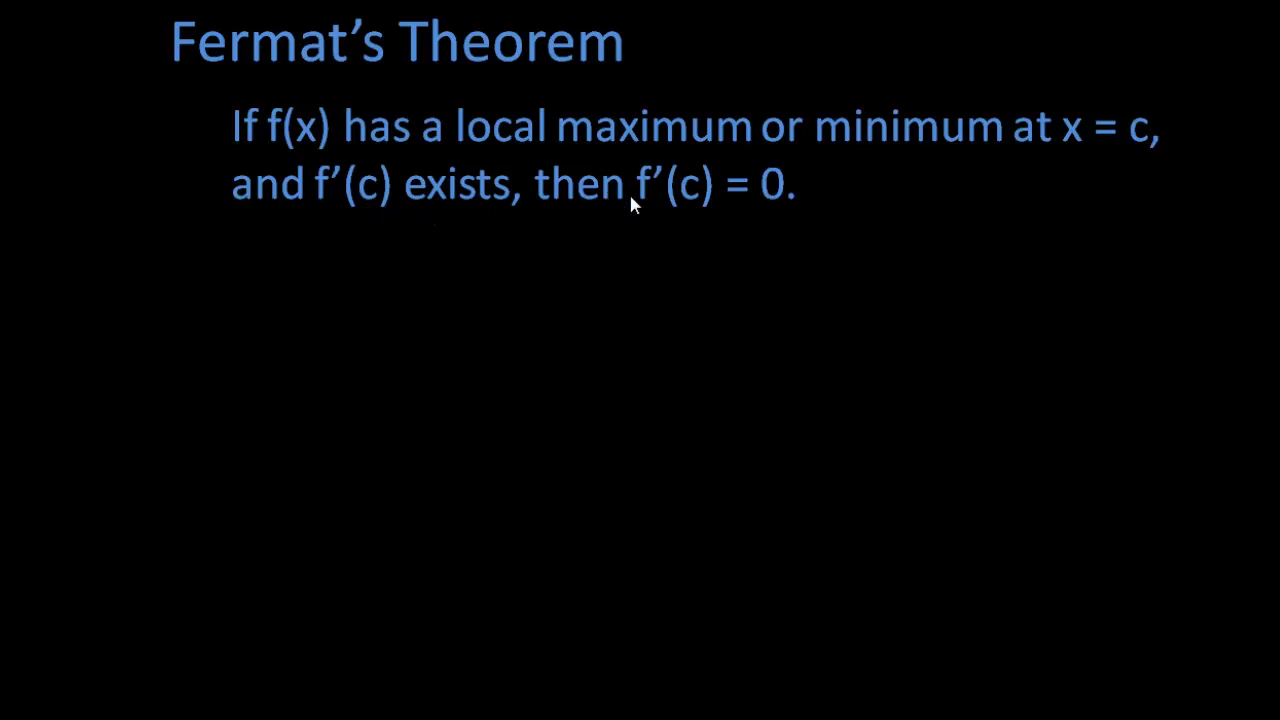 Fermat’s Theorem
If f(x) has a local maximum or minimum at x = c,
and f’(c) exists, then f’(c) = 0.